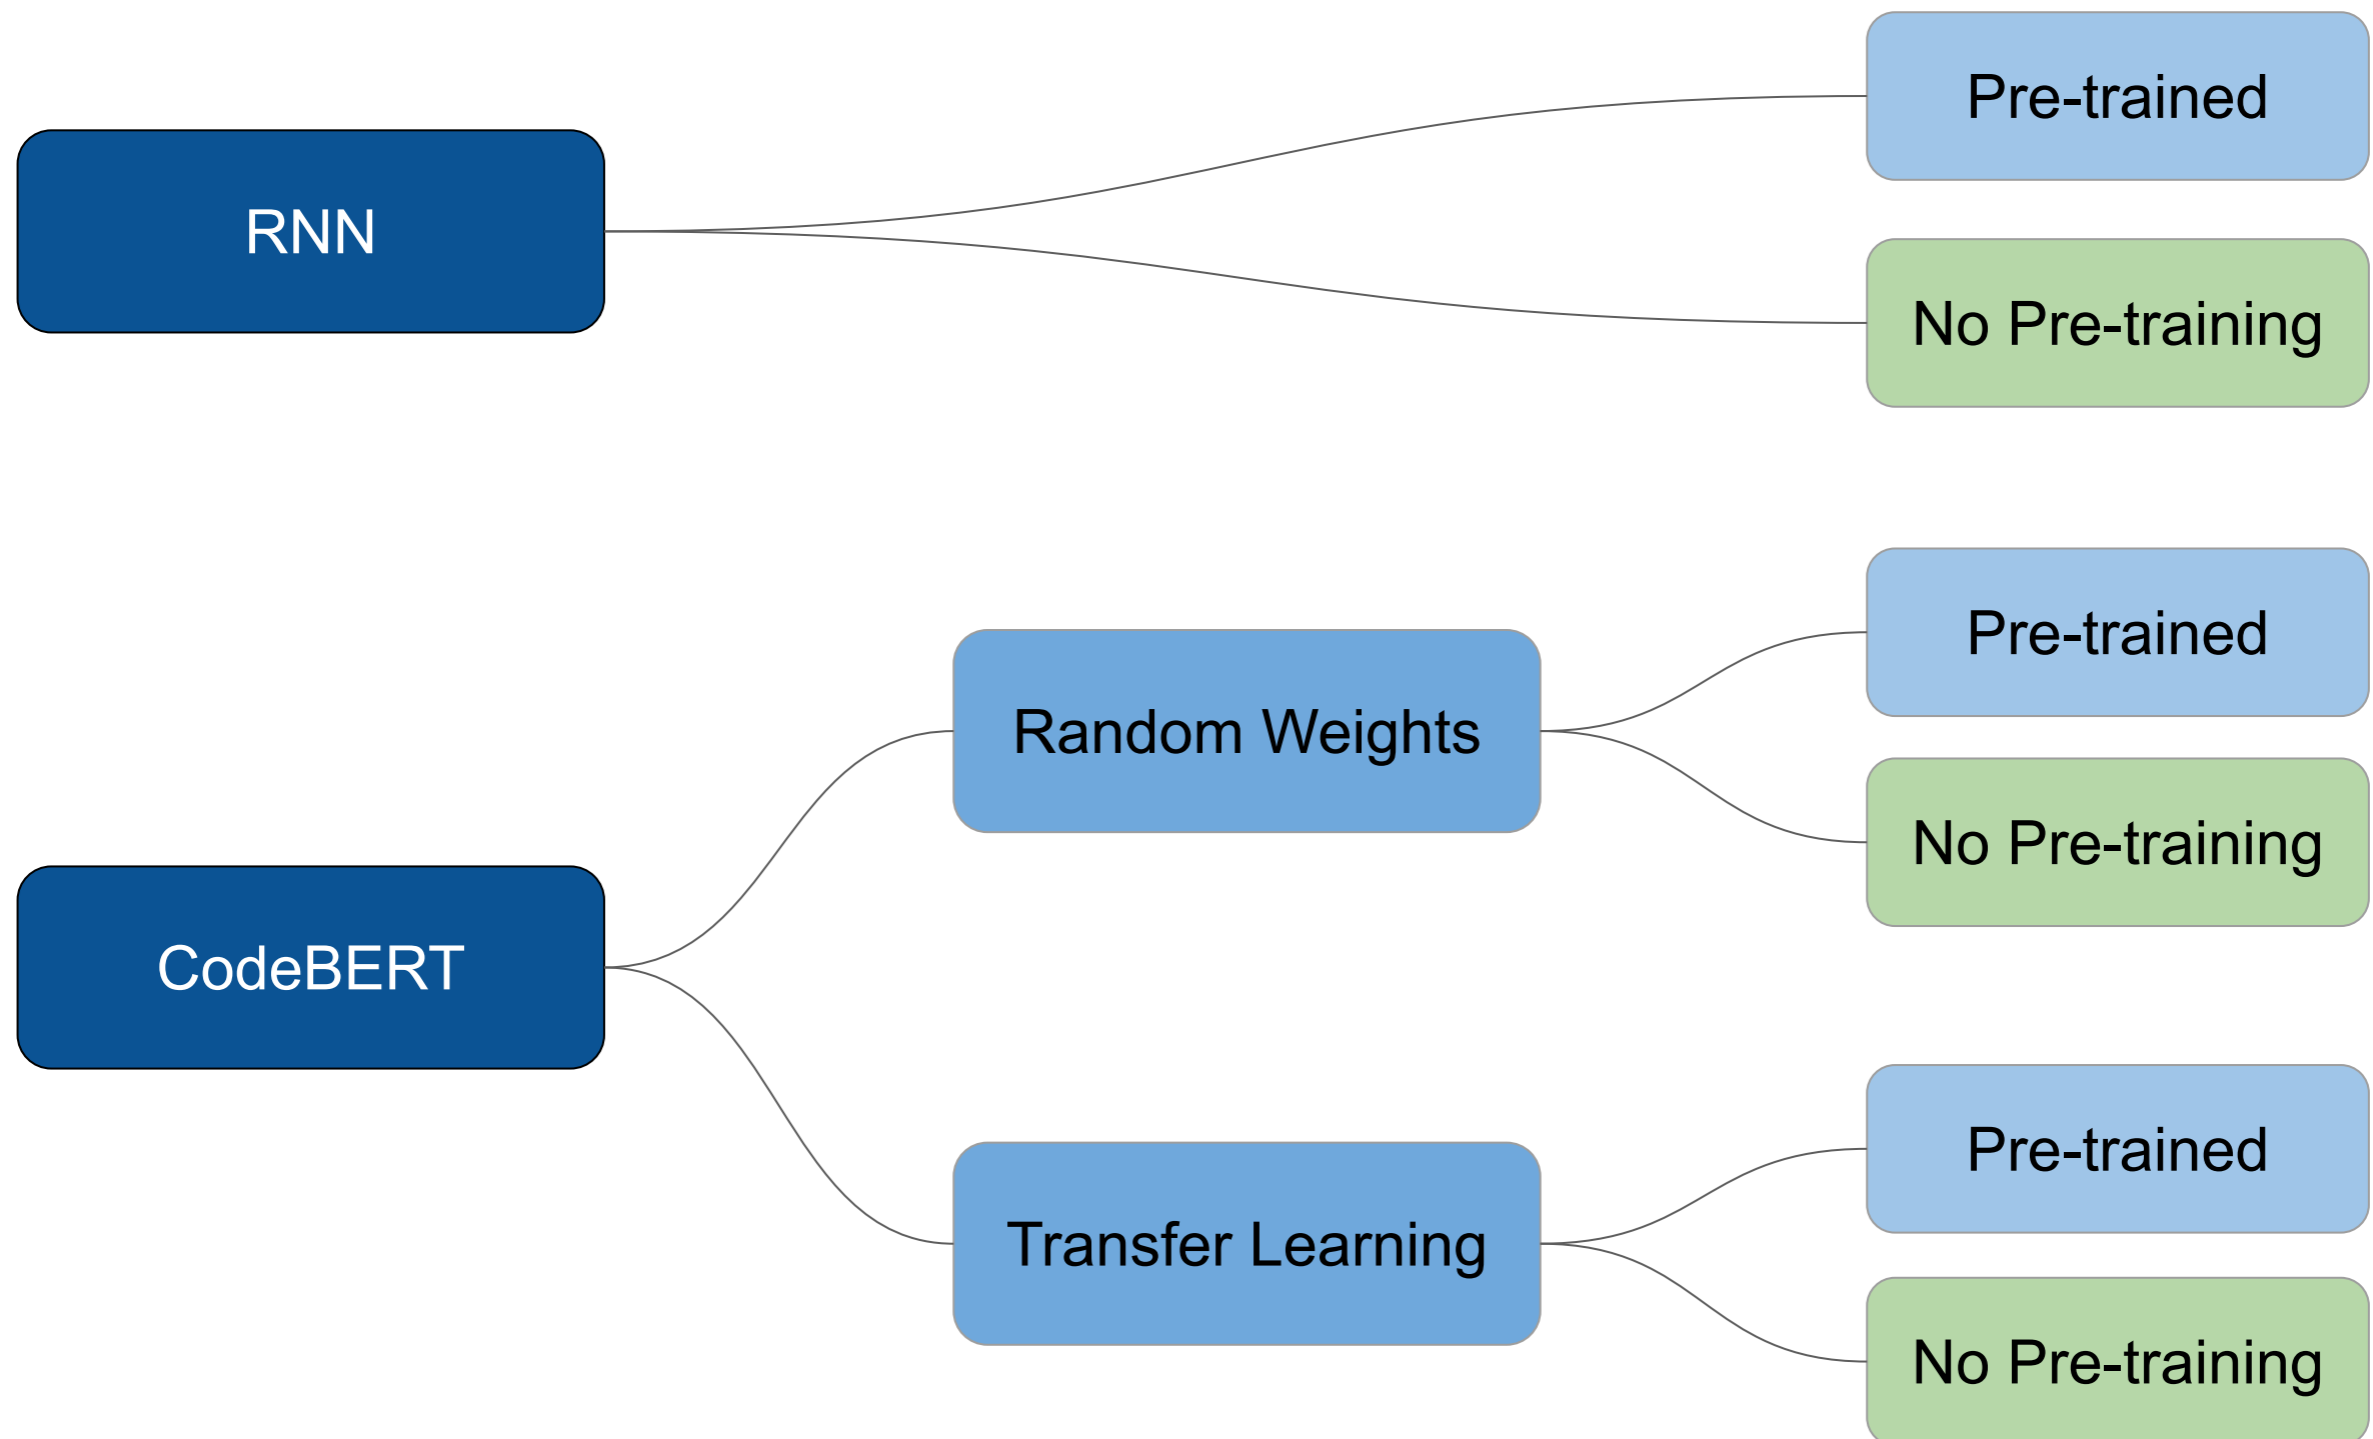 RNN
Pre-trained
No Pre-training
CodeBERT
Random Weights
Pre-trained
No Pre-training
Transfer Learning
Pre-trained
No Pre-training